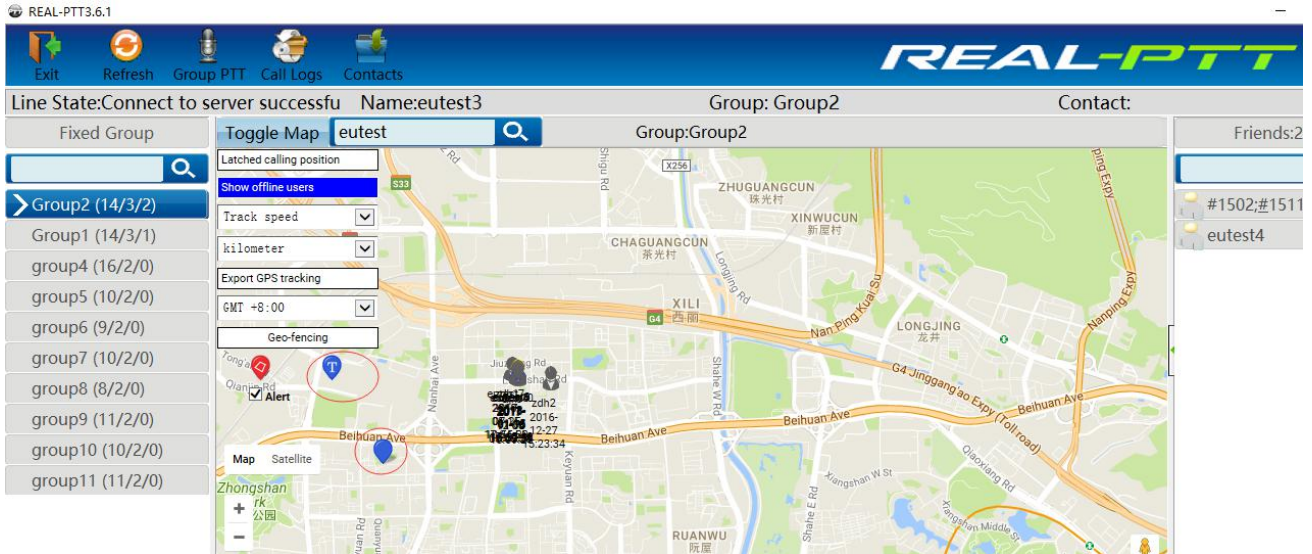 REAL-PTT3.6.1
Exit Refresh Group PTT Call Logs Contacts
REAL-PTT
Line State:Connect to server successfu Name:eutest3 Group: Group2 Contact:
Fixed Group
Toggle Map eutest Group:Group2
Friends:2
Latched calling position
Show offline users
Track speed
kilometer
Export GPS tracking
GMT +8:00
Geo-fencing
Alert
Map Satellite
Group2 (14/3/2)
Group1 (14/3/1)
group4 (16/2/0)
group5 (10/2/0)
group6 (9/2/0)
group7 (10/2/0)
group8 (8/2/0)
group9 (11/2/0)
group10 (10/2/0)
group11 (11/2/0)
#1502;#1511
eutest4
S33
Rd
Shigu Rd
X256
ZHUGUANGCUN
珠光村
XINWUCUN
新屋村
CHAGUANGCUN
茶光村
Longjing Rd
ping Expy
XILI
西丽
G4
Nan Ping Kuai Su
Nanping Expy
LONGJING
龙井
G4 Jinggang'ao Expy (Toll road)
Qianjin Rd
Nanhai Ave
Shahe W Rd
T
zdh2
2016-
12-27
15:23:34
Beihuan Ave
Beihuan Ave
Beihuan Ave
Beihuan Ave
Keyuan Rd
Zhongshan
公园
+
-
Xiangshan W St
Shahe E Rd
Qiaoxiang Rd
Xiangshan Middle
RUANWU
阮屋